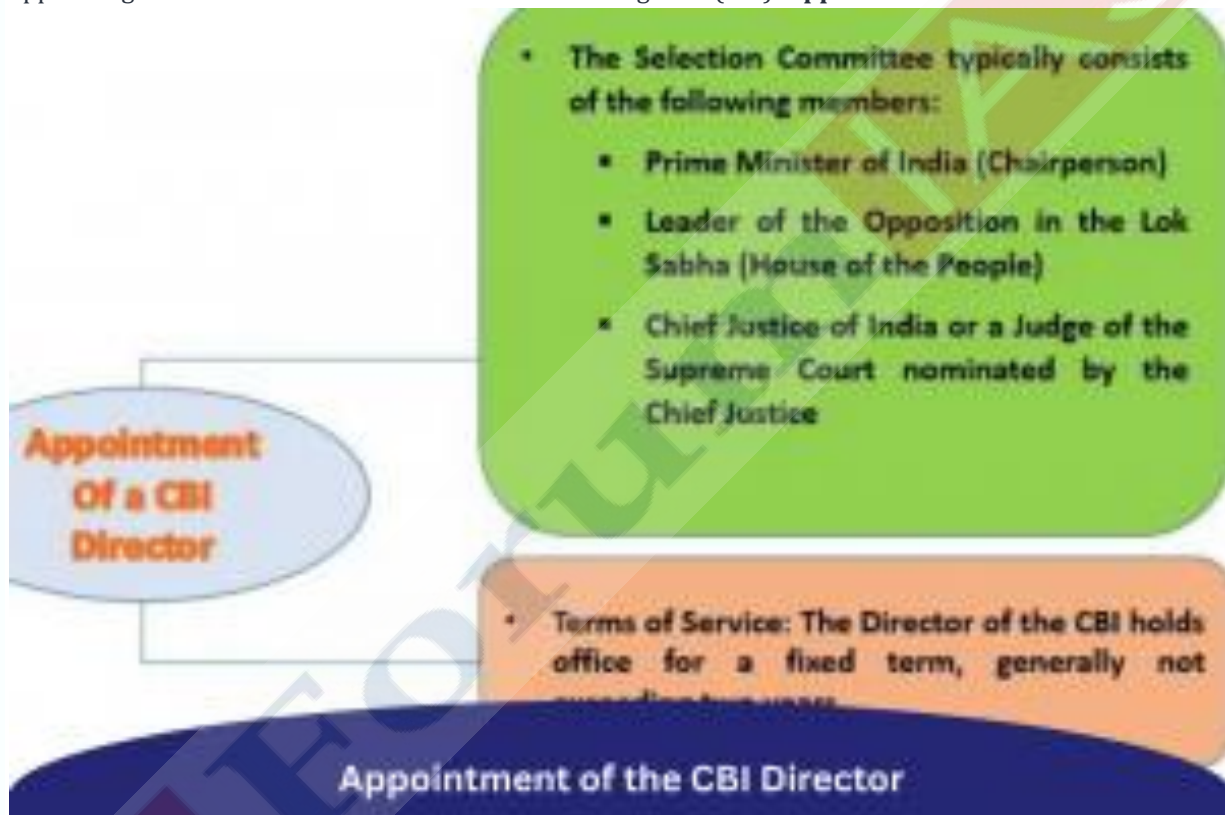 • The Selection Committee typically consists
of the following members:
▪ Prime Minister of India (Chairperson)
▪ Leader of the Opposition in the Lok
Sabha (House of the People)
▪ Chief Justice of India or a Judge of the
Supreme Court nominated by the
Chief Justice
Appointment
Of a CBI
Director
• Terms of Service: The Director of the CBI holds
office for a fixed term, generally not
Appointment of the CBI Director
Forum